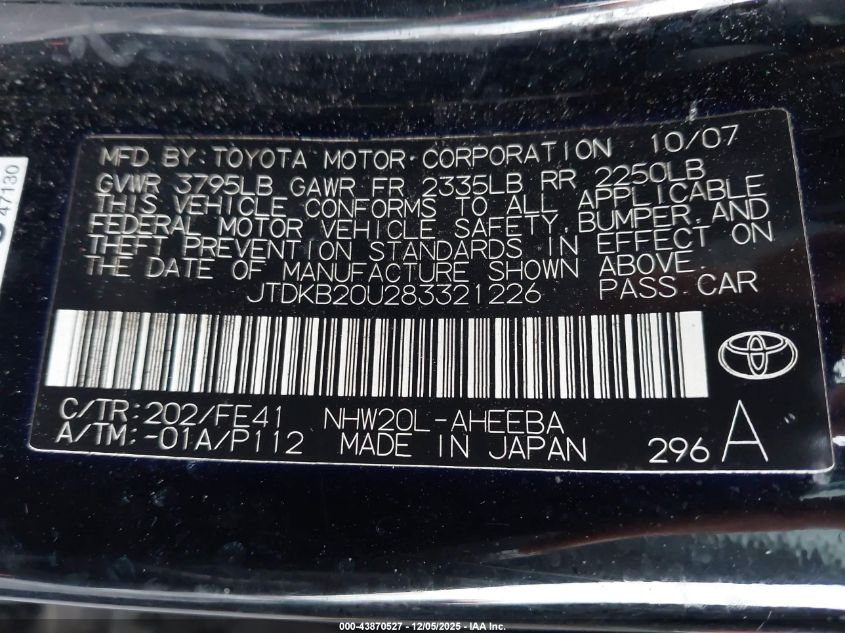 MFD.BY:TOYOTA MOTOR CORPORATION 10/07
GVWR 3795LB GAWR FR 2335LB RR 2250LB
THIS VEHICLE CONFORMS TO ALL APPLICABLE
FEDERAL MOTOR VEHICLE SAFETY, BUMPER, AND
THEFT PREVENTION STANDARDS IN EFFECT ON
THE DATE OF MANUFACTURE SHOWN ABOVE.
JTDKB20U283321226 PASS.CAR
C/TR:202/FE41 NHW20L-AHEEBA
A/TM:-01A/P112 MADE IN JAPAN 296 A
47130
000-43870527 - 12/05/2025 - IAA Inc.